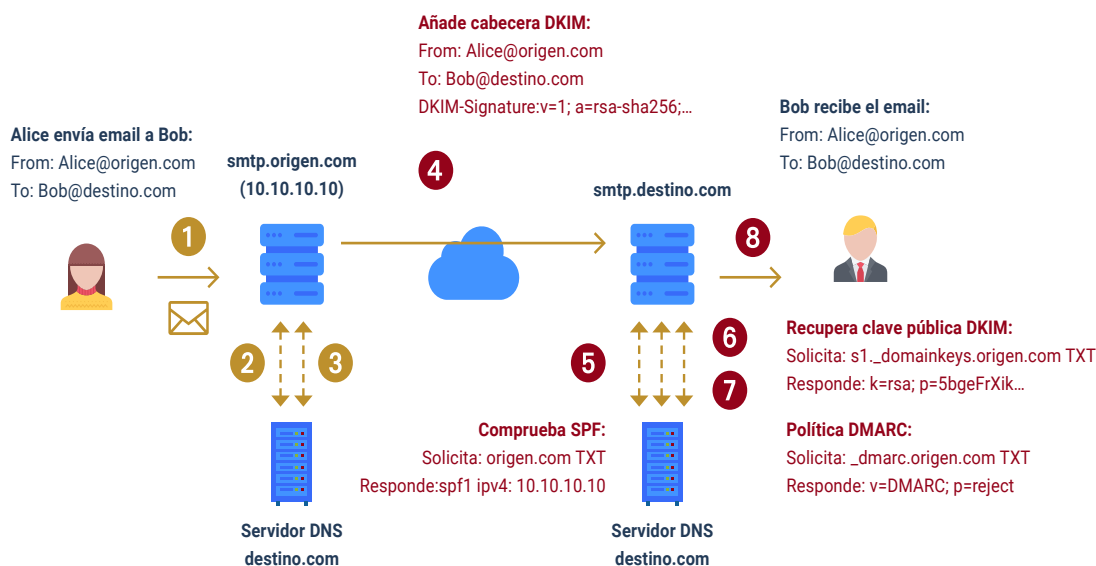 Añade cabecera DKIM:
From: Alice@origen.com
To: Bob@destino.com
DKIM-Signature:v=1; a=rsa-sha256;…
Alice envía email a Bob:
From: Alice@origen.com
To: Bob@destino.com
smtp.origen.com
(10.10.10.10)
4
smtp.destino.com
Bob recibe el email:
From: Alice@origen.com
To: Bob@destino.com
1
8
2
3
5
6
7
Recupera clave pública DKIM:
Solicita: s1._domainkeys.origen.com TXT
Responde: k=rsa; p=5bgeFrXik…
Comprueba SPF:
Solicita: origen.com TXT
Responde:spf1 ipv4: 10.10.10.10
Política DMARC:
Solicita: _dmarc.origen.com TXT
Responde: v=DMARC; p=reject
Servidor DNS
destino.com
Servidor DNS
destino.com